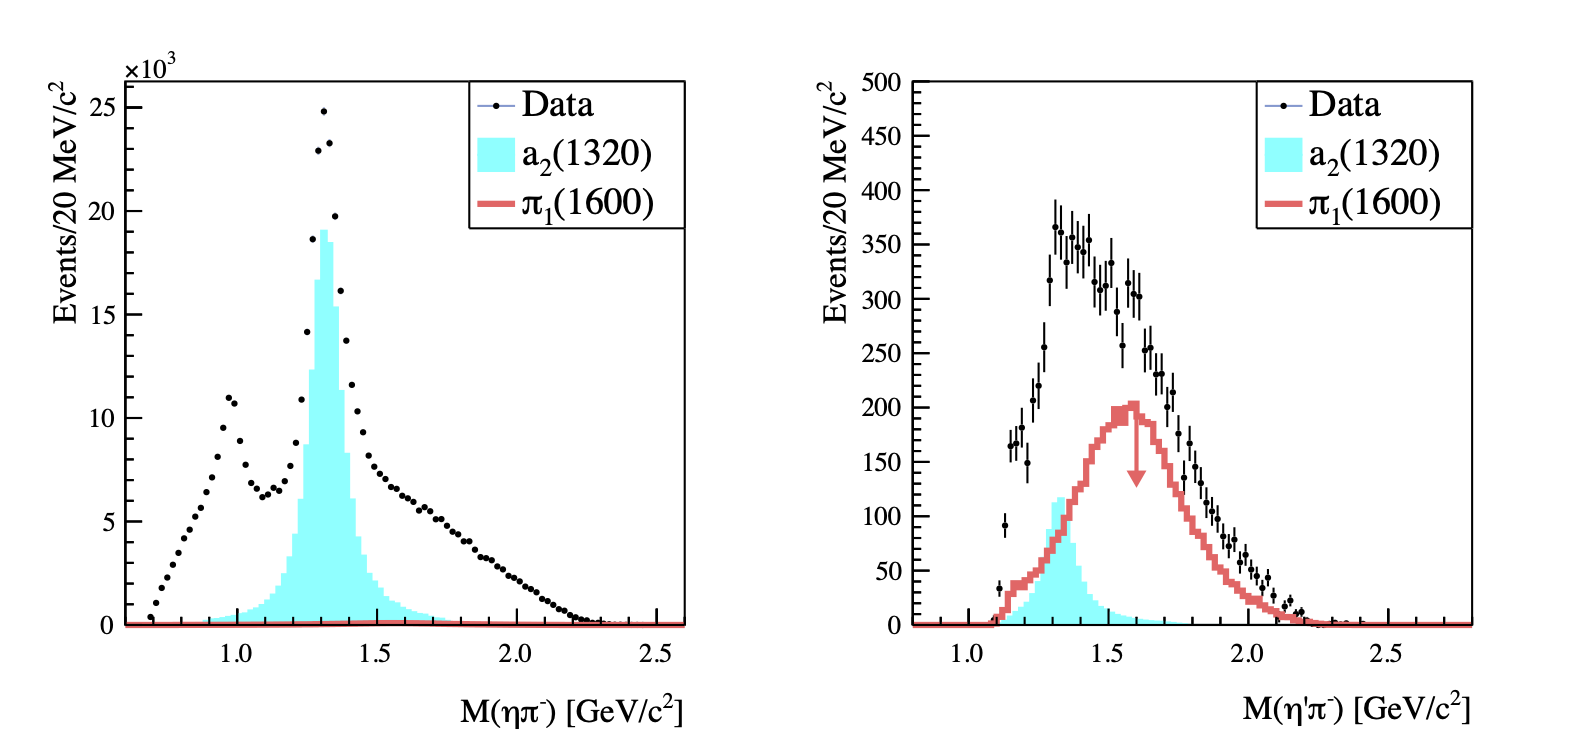 ×10³
Events/20 MeV/c²
25
20
15
10
5
0
1.0 1.5 2.0 2.5
M(ηπ⁻) [GeV/c²]
Data
a₂(1320)
π₁(1600)
Events/20 MeV/c²
500
450
400
350
300
250
200
150
100
50
0
1.0 1.5 2.0 2.5
M(η'π⁻) [GeV/c²]
Data
a₂(1320)
π₁(1600)